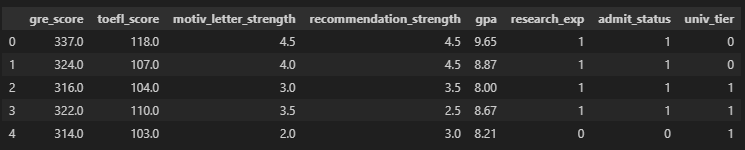 gre_score toefl_score motiv_letter_strength recommendation_strength gpa research_exp admit_status univ_tier
0 337.0 118.0 4.5 4.5 9.65 1 1 0
1 324.0 107.0 4.0 4.5 8.87 1 1 0
2 316.0 104.0 3.0 3.5 8.00 1 1 1
3 322.0 110.0 3.5 2.5 8.67 1 1 1
4 314.0 103.0 2.0 3.0 8.21 0 0 1